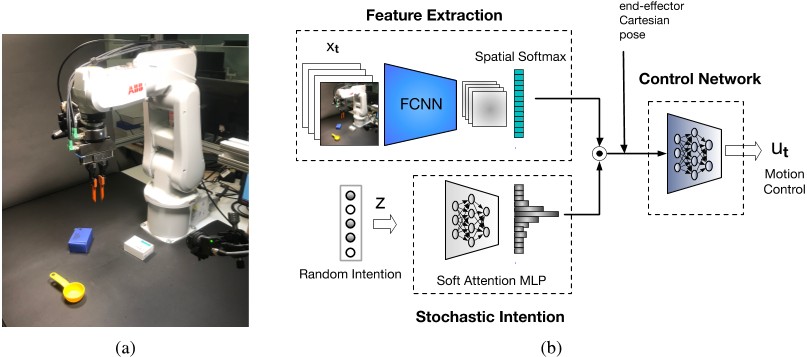 end-effector
Cartesian
pose
Feature Extraction
x_t
Spatial Softmax
FCNN
ABB
Control Network
u_t
Motion
Control
z
Random Intention
Soft Attention MLP
Stochastic Intention
(a)
(b)